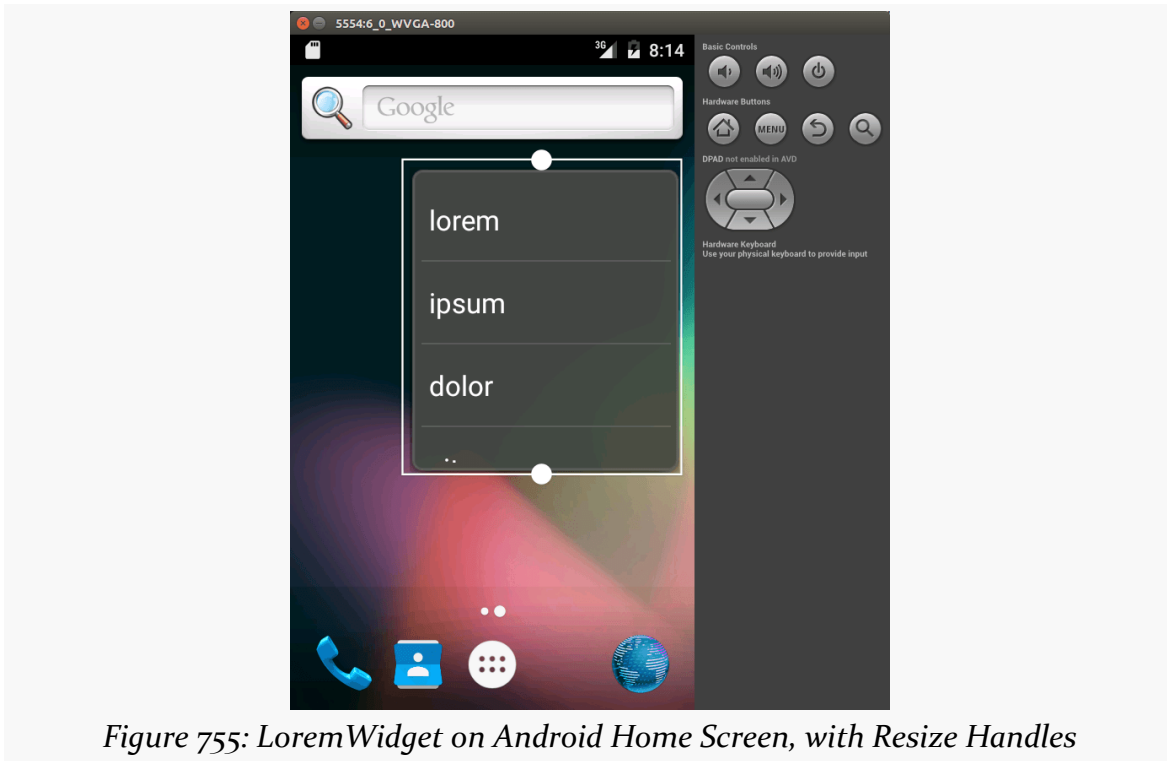 5554:6_0_WVGA-800
3G 8:14
Google
lorem
ipsum
dolor
Basic Controls
Hardware Buttons
MENU
DPAD not enabled in AVD
Hardware Keyboard
Use your physical keyboard to provide input
Figure 755: LoremWidget on Android Home Screen, with Resize Handles